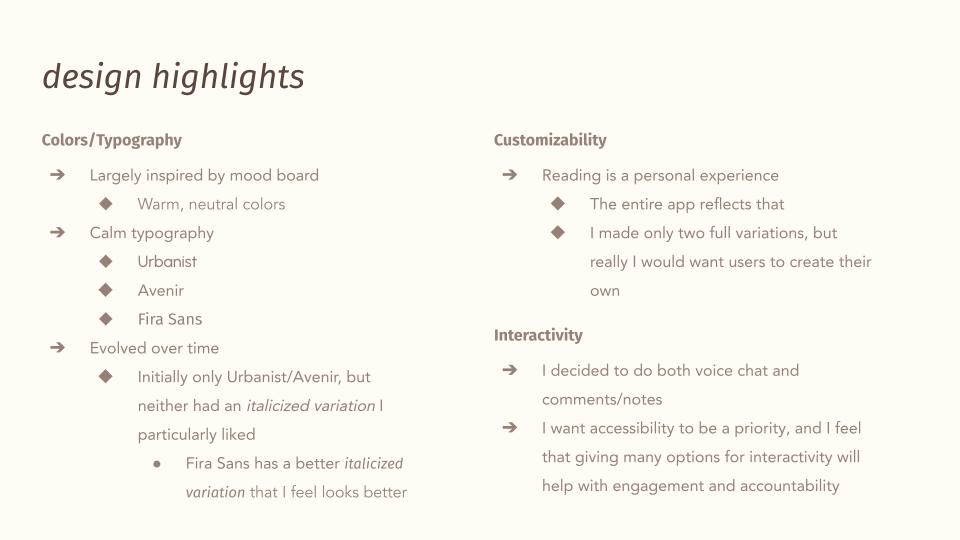 design highlights
Colors/Typography
➔ Largely inspired by mood board
◆ Warm, neutral colors
➔ Calm typography
◆ Urbanist
◆ Avenir
◆ Fira Sans
➔ Evolved over time
◆ Initially only Urbanist/Avenir, but
neither had an italicized variation I
particularly liked
● Fira Sans has a better italicized
variation that I feel looks better
Customizability
➔ Reading is a personal experience
◆ The entire app reflects that
◆ I made only two full variations, but
really I would want users to create their
own
Interactivity
➔ I decided to do both voice chat and
comments/notes
➔ I want accessibility to be a priority, and I feel
that giving many options for interactivity will
help with engagement and accountability